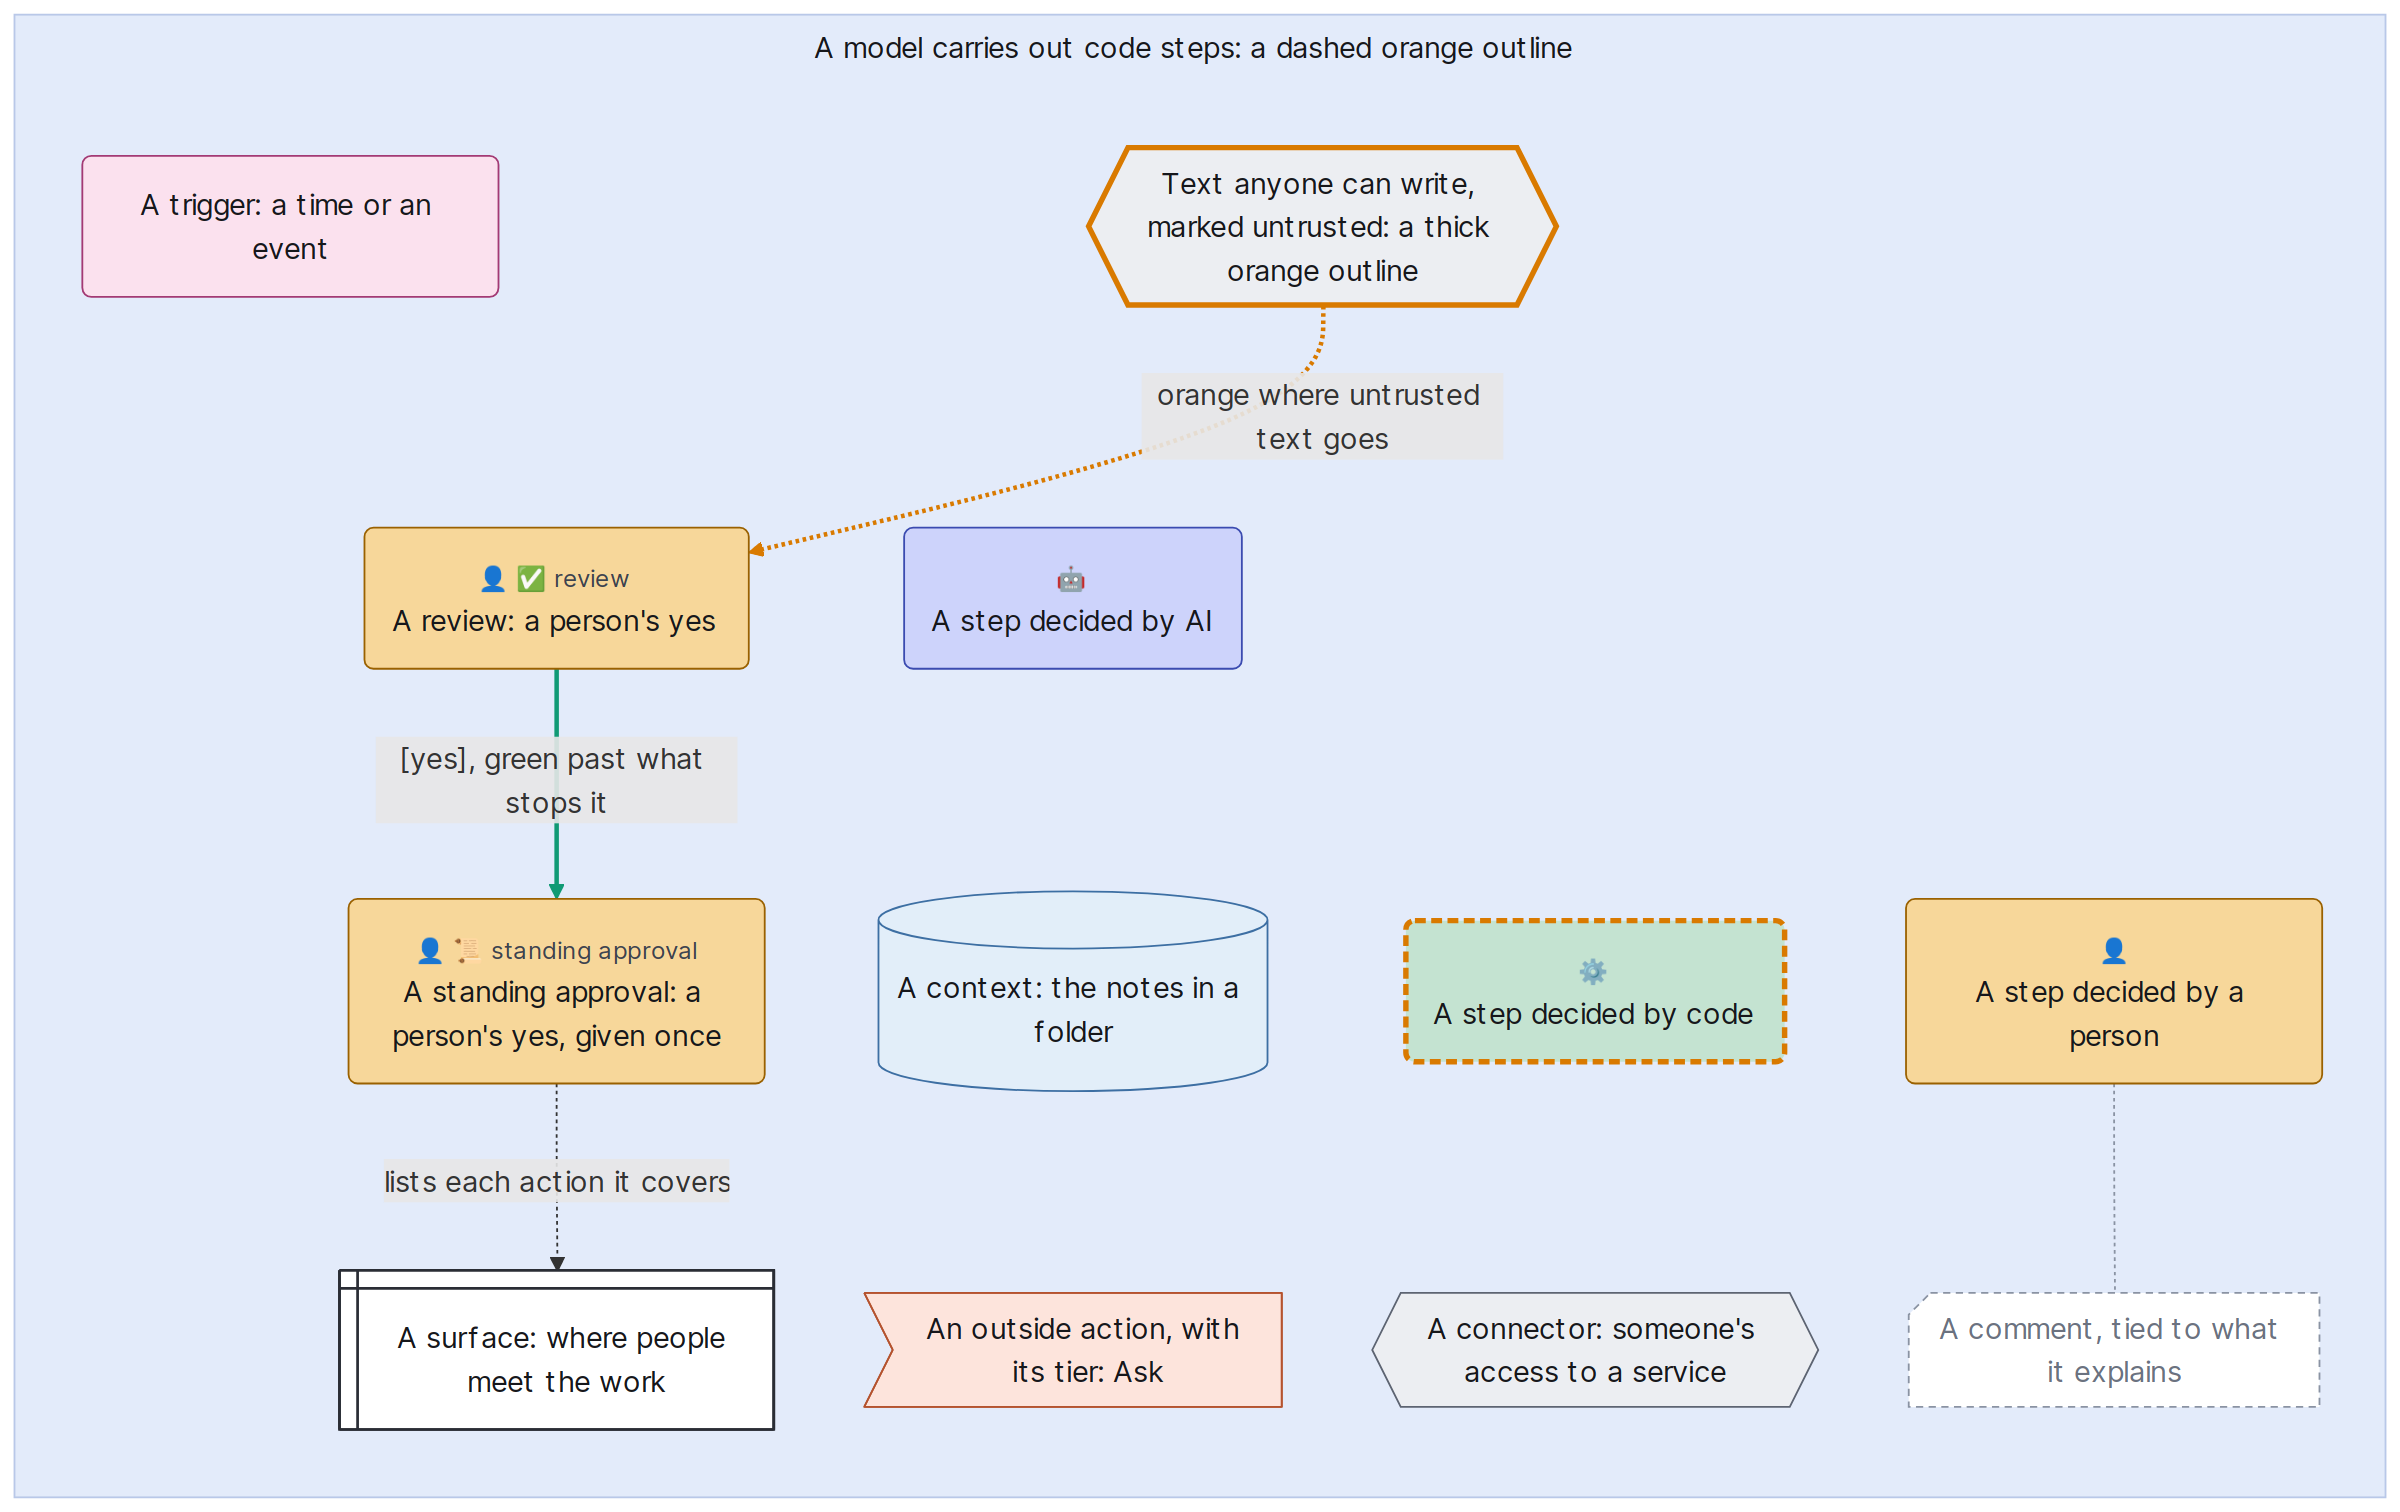 A model carries out code steps: a dashed orange outline
A trigger: a time or an
event
Text anyone can write,
marked untrusted: a thick
orange outline
orange where untrusted
text goes
review
A review: a person's yes
A step decided by AI
[yes], green past what
stops it
standing approval
A standing approval: a
person's yes, given once
A context: the notes in a
folder
A step decided by code
A step decided by a
person
lists each action it covers
A surface: where people
meet the work
An outside action, with
its tier: Ask
A connector: someone's
access to a service
A comment, tied to what
it explains